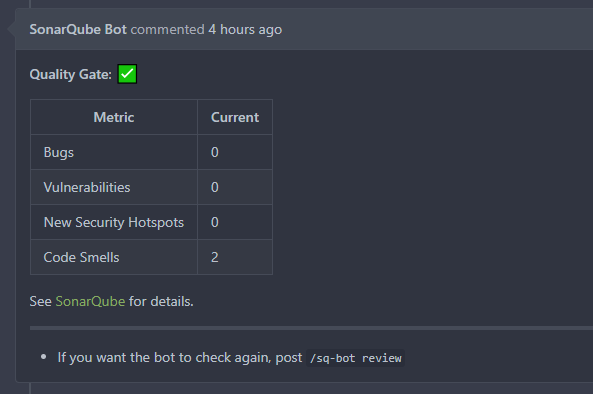 SonarQube Bot commented 4 hours ago
Quality Gate: ✅
Metric Current
Bugs 0
Vulnerabilities 0
New Security Hotspots 0
Code Smells 2
See SonarQube for details.
• If you want the bot to check again, post /sq-bot review